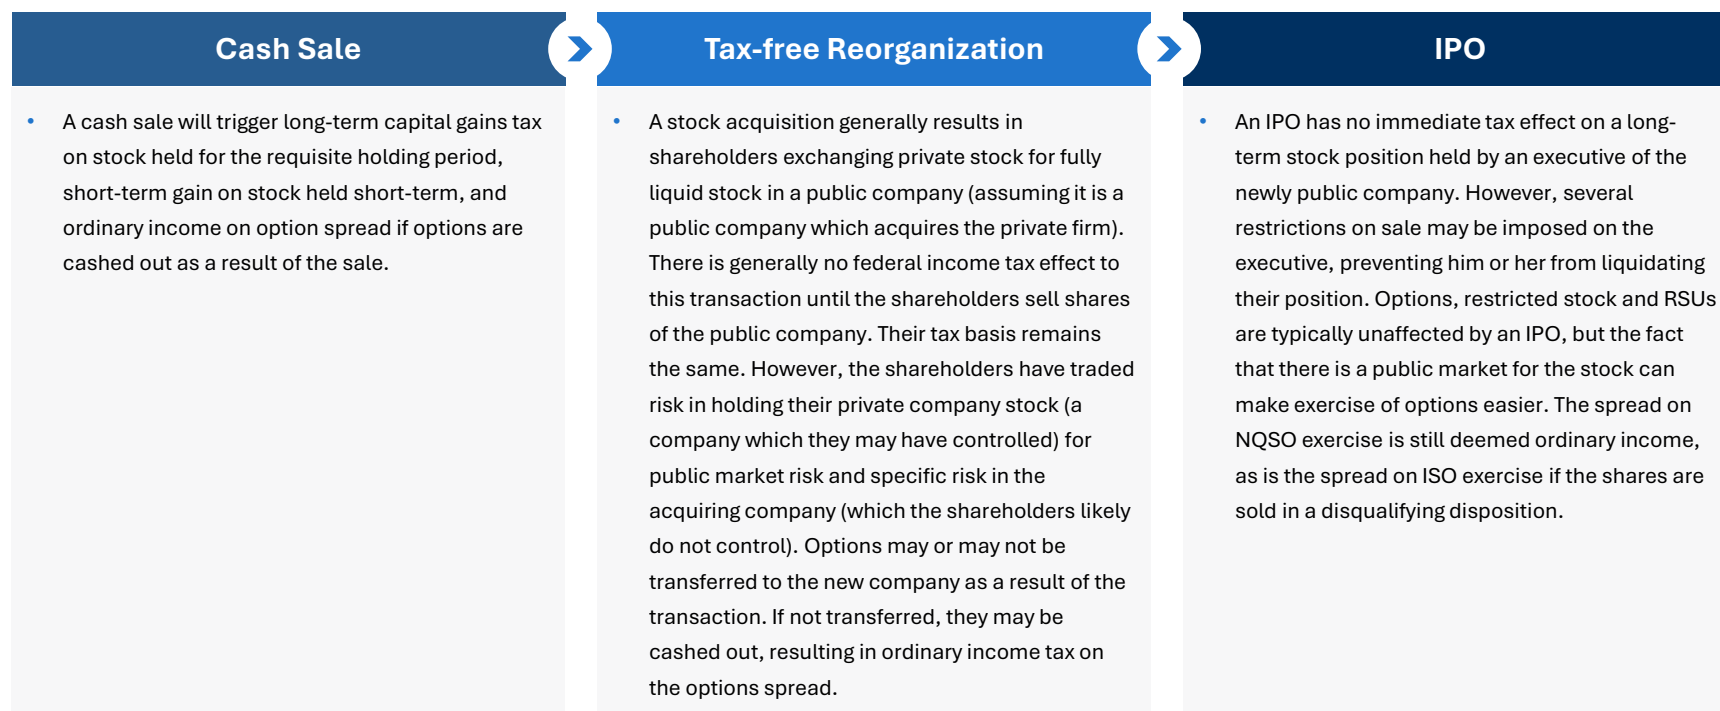 Cash Sale
• A cash sale will trigger long-term capital gains tax
on stock held for the requisite holding period,
short-term gain on stock held short-term, and
ordinary income on option spread if options are
cashed out as a result of the sale.
Tax-free Reorganization
• A stock acquisition generally results in
shareholders exchanging private stock for fully
liquid stock in a public company (assuming it is a
public company which acquires the private firm).
There is generally no federal income tax effect to
this transaction until the shareholders sell shares
of the public company. Their tax basis remains
the same. However, the shareholders have traded
risk in holding their private company stock (a
company which they may have controlled) for
public market risk and specific risk in the
acquiring company (which the shareholders likely
do not control). Options may or may not be
transferred to the new company as a result of the
transaction. If not transferred, they may be
cashed out, resulting in ordinary income tax on
the options spread.
IPO
• An IPO has no immediate tax effect on a long-
term stock position held by an executive of the
newly public company. However, several
restrictions on sale may be imposed on the
executive, preventing him or her from liquidating
their position. Options, restricted stock and RSUs
are typically unaffected by an IPO, but the fact
that there is a public market for the stock can
make exercise of options easier. The spread on
NQSO exercise is still deemed ordinary income,
as is the spread on ISO exercise if the shares are
sold in a disqualifying disposition.